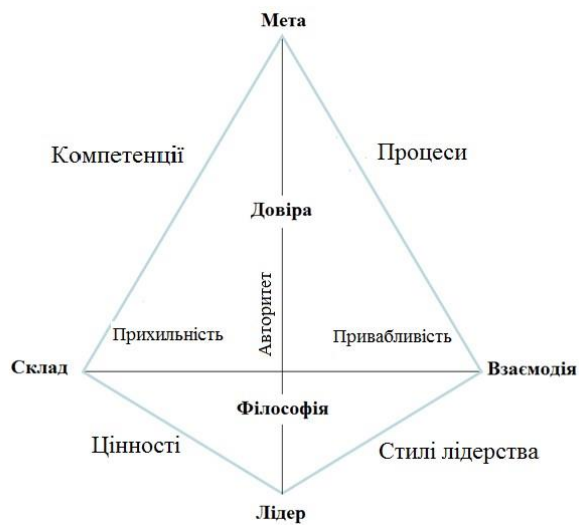 Мета
Компетенції
Процеси
Довіра
Авторитет
Прихильність
Привабливість
Склад
Взаємодія
Філософія
Цінності
Стилі лідерства
Лідер